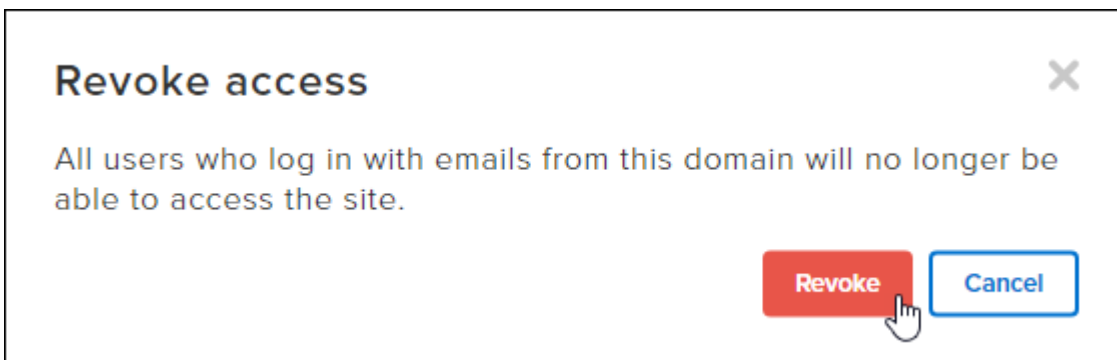 Revoke access
All users who log in with emails from this domain will no longer be
able to access the site.
Revoke
Cancel